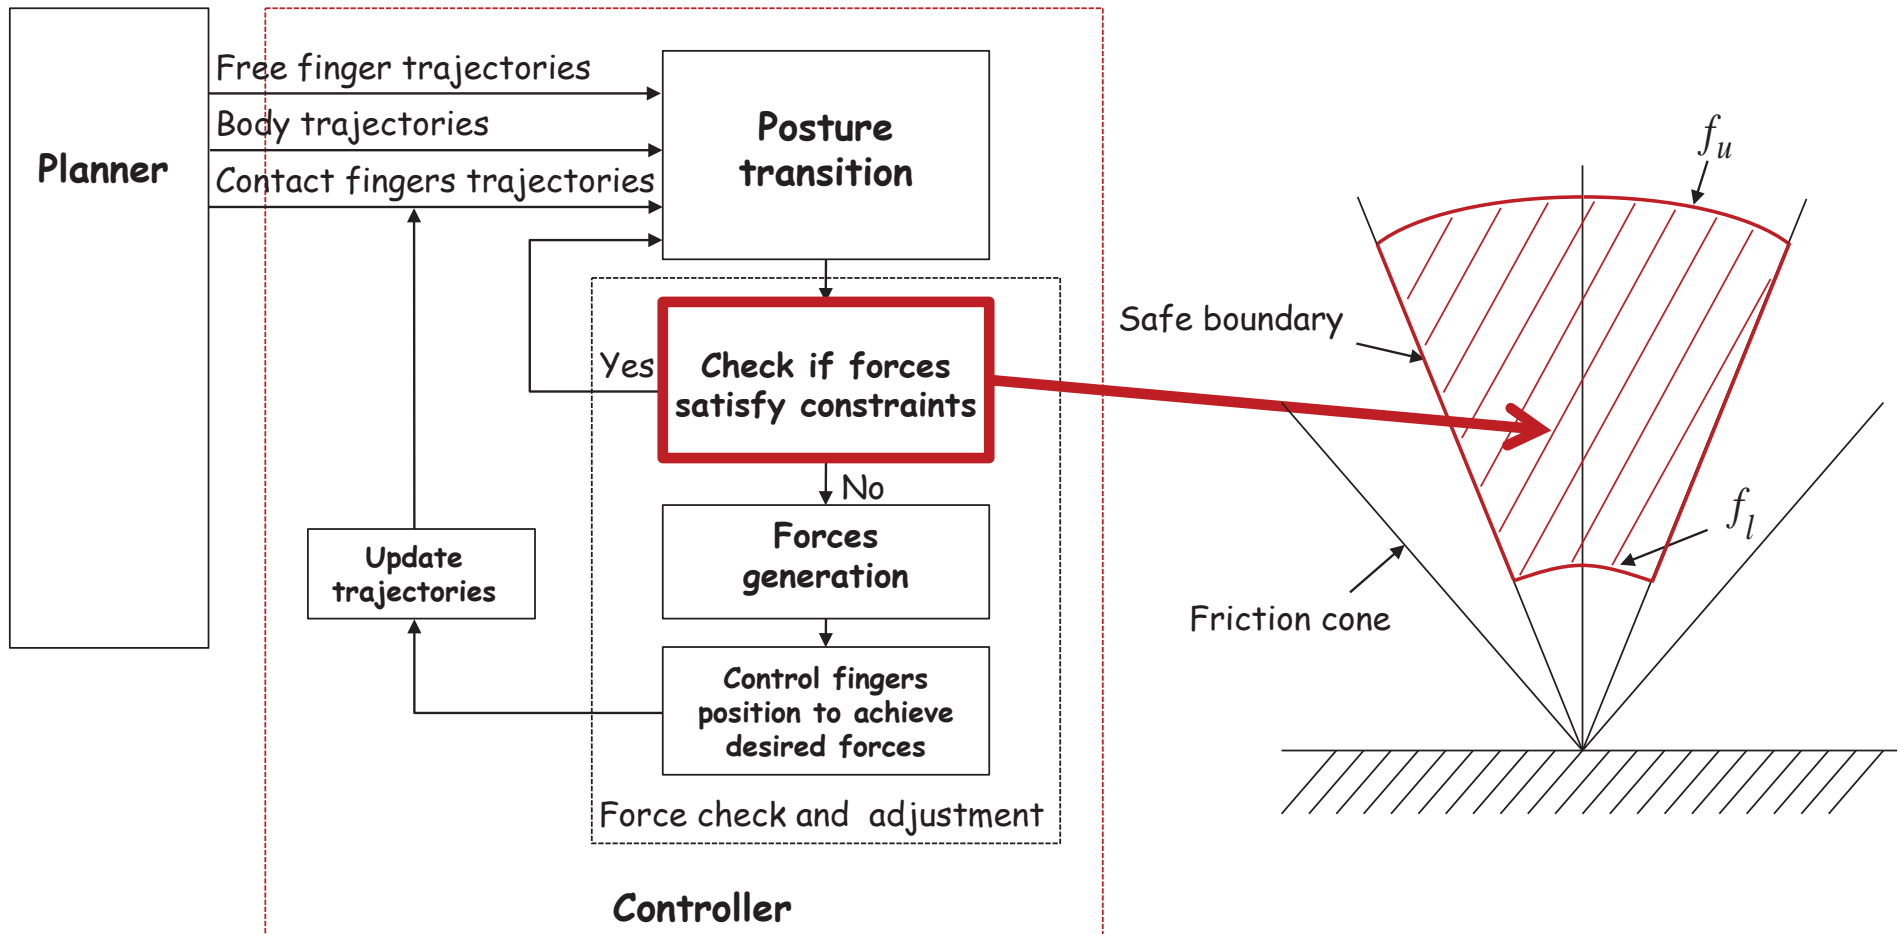 Planner
Free finger trajectories
Body trajectories
Contact fingers trajectories
Posture
transition
Yes
Check if forces
satisfy constraints
No
Forces
generation
Update
trajectories
Control fingers
position to achieve
desired forces
Force check and adjustment
Controller
f_u
Safe boundary
f_l
Friction cone